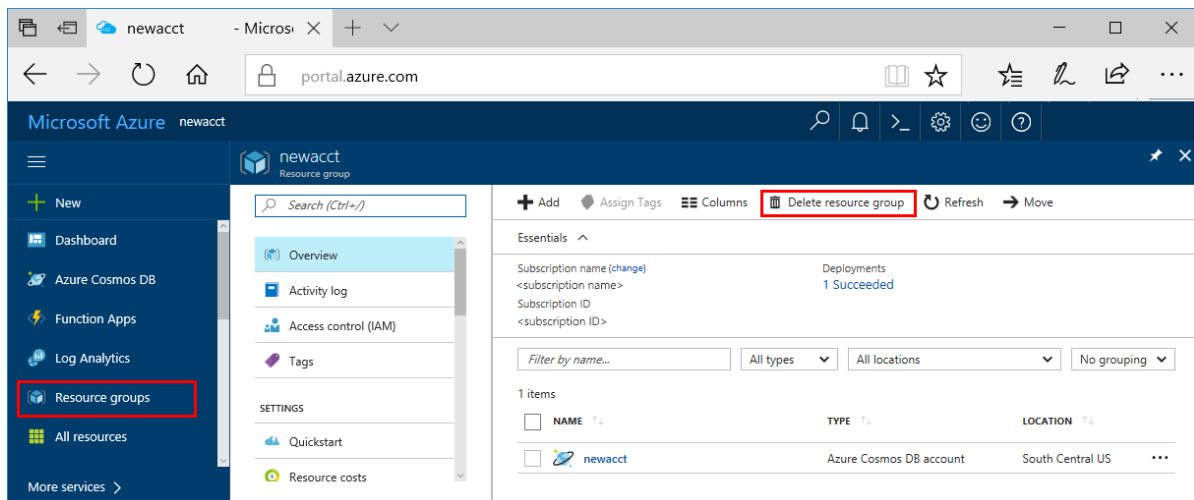 newacct - Micros
portal.azure.com
Microsoft Azure newacct
newacct
Resource group
New
Dashboard
Azure Cosmos DB
Function Apps
Log Analytics
Resource groups
All resources
More services >
Search (Ctrl+/)
Overview
Activity log
Access control (IAM)
Tags
SETTINGS
Quickstart
Resource costs
Add Assign Tags Columns Delete resource group Refresh Move
Essentials
Subscription name (change) Deployments
<subscription name> 1 Succeeded
Subscription ID
<subscription ID>
Filter by name... All types All locations No grouping
1 items
NAME TYPE LOCATION
newacct Azure Cosmos DB account South Central US ...